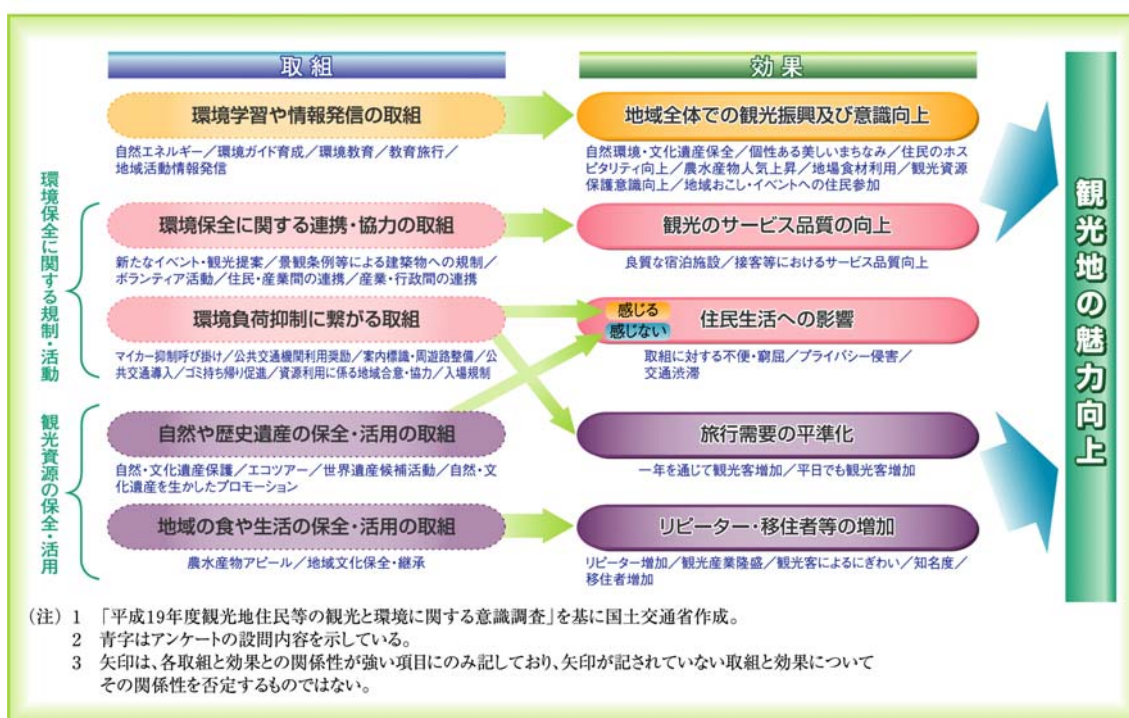 取組
効果
環境学習や情報発信の取組
自然エネルギー／環境ガイド育成／環境教育／教育旅行／
地域活動情報発信
地域全体での観光振興及び意識向上
自然環境・文化遺産保全／個性ある美しいまちなみ／住民のホス
ピタリティ向上／農水産物人気上昇／地場食材利用／観光資源
保護意識向上／地域おこし・イベントへの住民参加
環境保全に関する規制・活動
環境保全に関する連携・協力の取組
新たなイベント・観光提案／景観条例等による建築物への規制／
ボランティア活動／住民・産業間の連携／産業・行政間の連携
観光のサービス品質の向上
良質な宿泊施設／接客等におけるサービス品質向上
環境負荷抑制に繋がる取組
マイカー抑制呼び掛け／公共交通機関利用奨励／案内標識・周遊路整備／公
共交通導入／ゴミ持ち帰り促進／資源利用に係る地域合意・協力／入場規制
感じる
感じない
住民生活への影響
取組に対する不便・窮屈／プライバシー侵害／
交通渋滞
観光資源の保全・活用
自然や歴史遺産の保全・活用の取組
自然・文化遺産保護／エコツアー／世界遺産候補活動／自然・文
化遺産を生かしたプロモーション
旅行需要の平準化
一年を通じて観光客増加／平日でも観光客増加
地域の食や生活の保全・活用の取組
農水産物アピール／地域文化保全・継承
リピーター・移住者等の増加
リピーター増加／観光産業隆盛／観光客によるにぎわい／知名度／
移住者増加
観光地の魅力向上
（注）1　「平成19年度観光地住民等の観光と環境に関する意識調査」を基に国土交通省作成。
2　青字はアンケートの設問内容を示している。
3　矢印は、各取組と効果との関係性が強い項目にのみ記しており、矢印が記されていない取組と効果について
その関係性を否定するものではない。